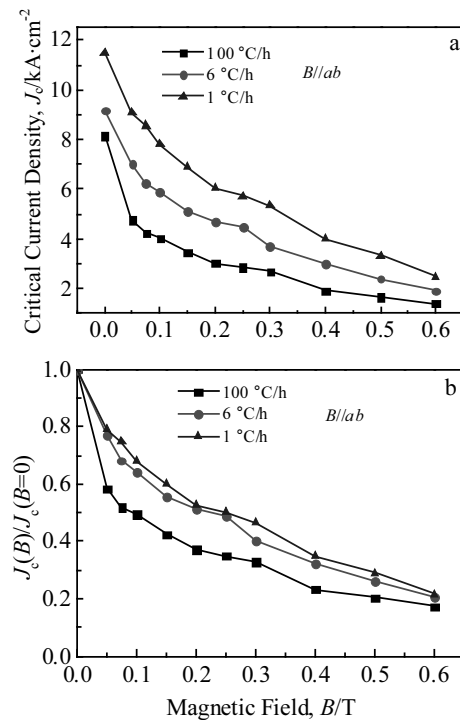 a
12
10
8
6
4
2
Critical Current Density, Jc/kA·cm-2
100 °C/h
6 °C/h
1 °C/h
B//ab
0.0 0.1 0.2 0.3 0.4 0.5 0.6
b
1.0
0.8
0.6
0.4
0.2
0.0
Jc(B)/Jc(B=0)
100 °C/h
6 °C/h
1 °C/h
B//ab
0.0 0.1 0.2 0.3 0.4 0.5 0.6
Magnetic Field, B/T